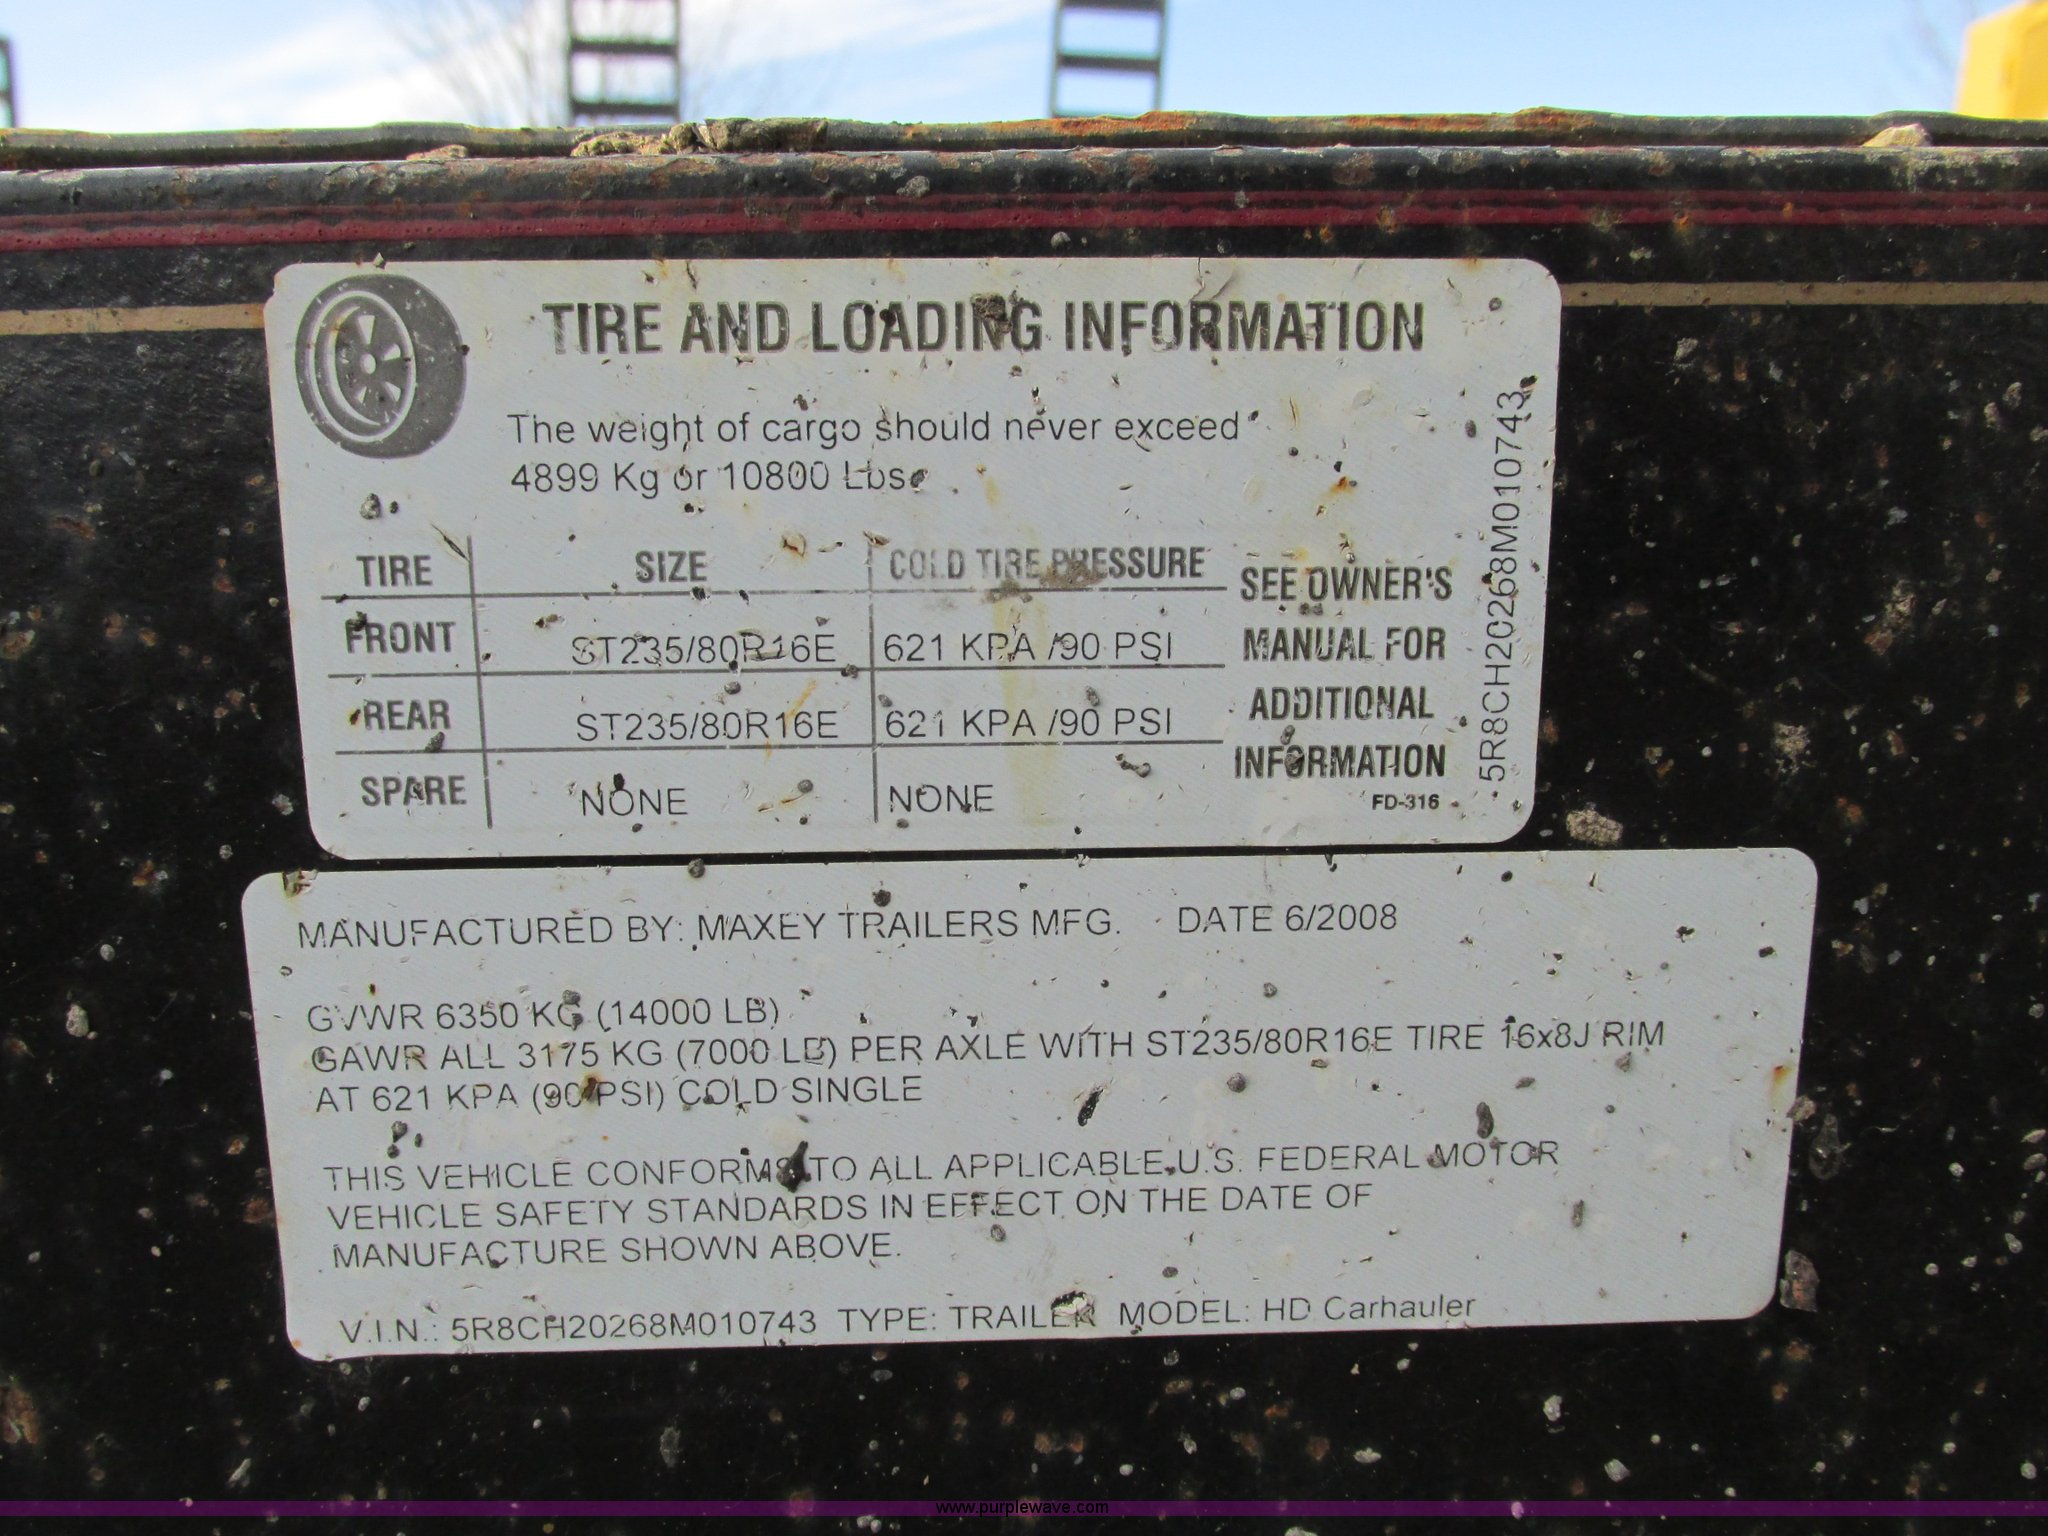 TIRE AND LOADING INFORMATION
The weight of cargo should never exceed
4899 Kg or 10800 Lbs.
TIRE SIZE COLD TIRE PRESSURE
FRONT ST235/80R16E 621 KPA /90 PSI
REAR ST235/80R16E 621 KPA /90 PSI
SPARE NONE NONE
SEE OWNER'S
MANUAL FOR
ADDITIONAL
INFORMATION
FD-316
5R8CH20268M010743
MANUFACTURED BY: MAXEY TRAILERS MFG. DATE 6/2008
GVWR 6350 KG (14000 LB)
GAWR ALL 3175 KG (7000 LB) PER AXLE WITH ST235/80R16E TIRE 16x8J RIM
AT 621 KPA (90 PSI) COLD SINGLE
THIS VEHICLE CONFORMS TO ALL APPLICABLE U.S. FEDERAL MOTOR
VEHICLE SAFETY STANDARDS IN EFFECT ON THE DATE OF
MANUFACTURE SHOWN ABOVE.
V.I.N.: 5R8CH20268M010743 TYPE: TRAILER MODEL: HD Carhauler
www.purplewave.com